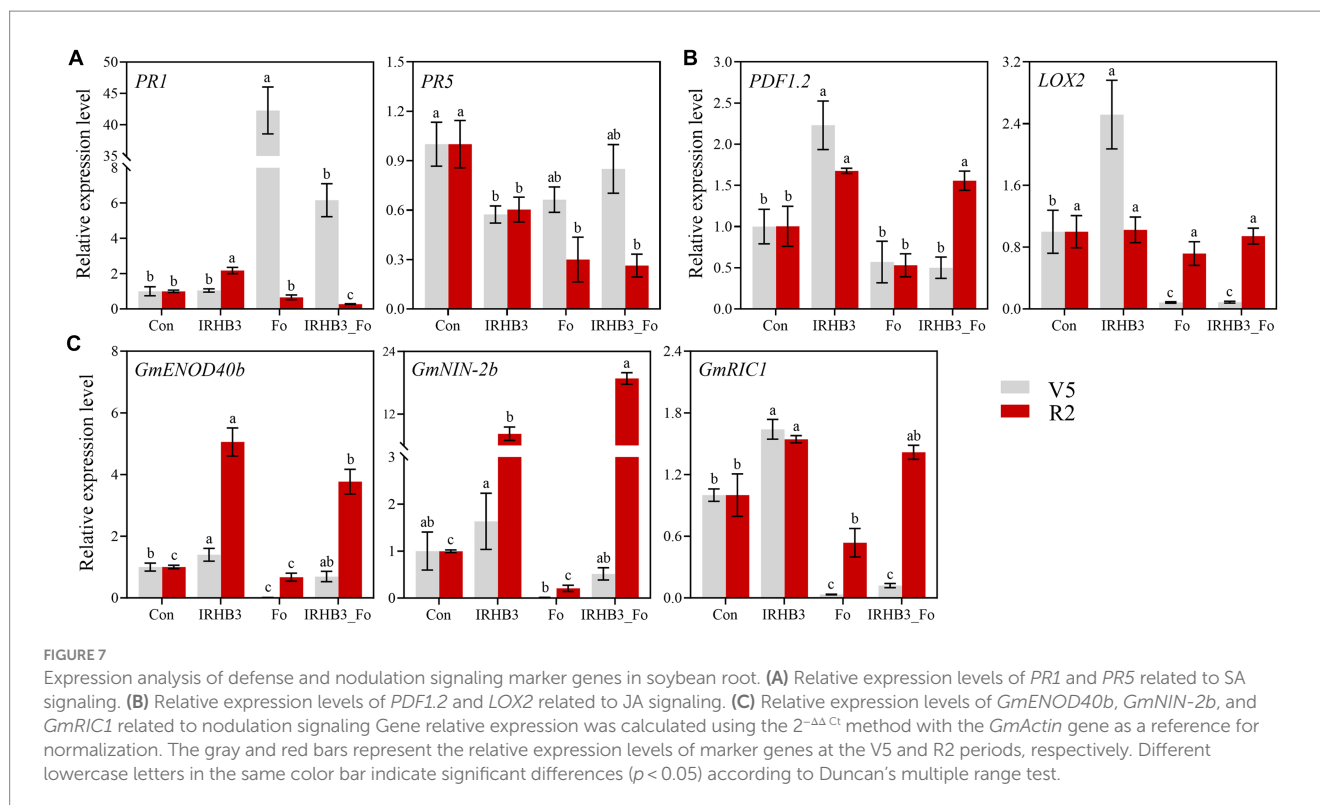 A
B
PR1
PR5
PDF1.2
LOX2
Relative expression level
50
45
40
35
8
6
4
2
0
a
b
b
b
b
a
b
c
Con IRHB3 Fo IRHB3_Fo
1.5
1.2
0.9
0.6
0.3
0.0
a a
b b
ab
b
ab
b
Con IRHB3 Fo IRHB3_Fo
Relative expression level
3.0
2.5
2.0
1.5
1.0
0.5
0.0
b b
a
a
b b
b
a
Con IRHB3 Fo IRHB3_Fo
3.2
2.4
1.6
0.8
0.0
b
a
a
a
c
a
c
a
Con IRHB3 Fo IRHB3_Fo
C
GmENOD40b
GmNIN-2b
GmRIC1
Relative expression level
8
6
4
2
0
b c
a
a
c
c
ab
b
Con IRHB3 Fo IRHB3_Fo
24
12
3
2
1
0
ab
c
a
b
b
c
ab
a
Con IRHB3 Fo IRHB3_Fo
2.4
1.8
1.2
0.6
0.0
b
b
a
a
c
b
c
ab
Con IRHB3 Fo IRHB3_Fo
V5
R2
FIGURE 7
Expression analysis of defense and nodulation signaling marker genes in soybean root. (A) Relative expression levels of PR1 and PR5 related to SA
signaling. (B) Relative expression levels of PDF1.2 and LOX2 related to JA signaling. (C) Relative expression levels of GmENOD40b, GmNIN-2b, and
GmRIC1 related to nodulation signaling Gene relative expression was calculated using the 2−ΔΔ Ct method with the GmActin gene as a reference for
normalization. The gray and red bars represent the relative expression levels of marker genes at the V5 and R2 periods, respectively. Different
lowercase letters in the same color bar indicate significant differences (p < 0.05) according to Duncan’s multiple range test.